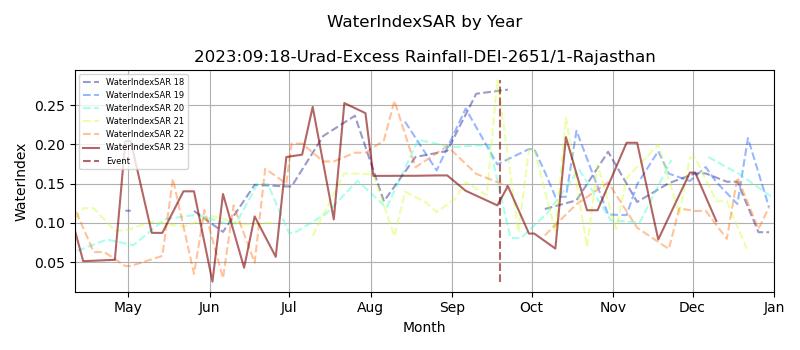 WaterIndexSAR by Year
2023:09:18-Urad-Excess Rainfall-DEI-2651/1-Rajasthan
WaterIndexSAR 18
WaterIndexSAR 19
WaterIndexSAR 20
WaterIndexSAR 21
WaterIndexSAR 22
WaterIndexSAR 23
Event
WaterIndex
0.25
0.20
0.15
0.10
0.05
May Jun Jul Aug Sep Oct Nov Dec Jan
Month